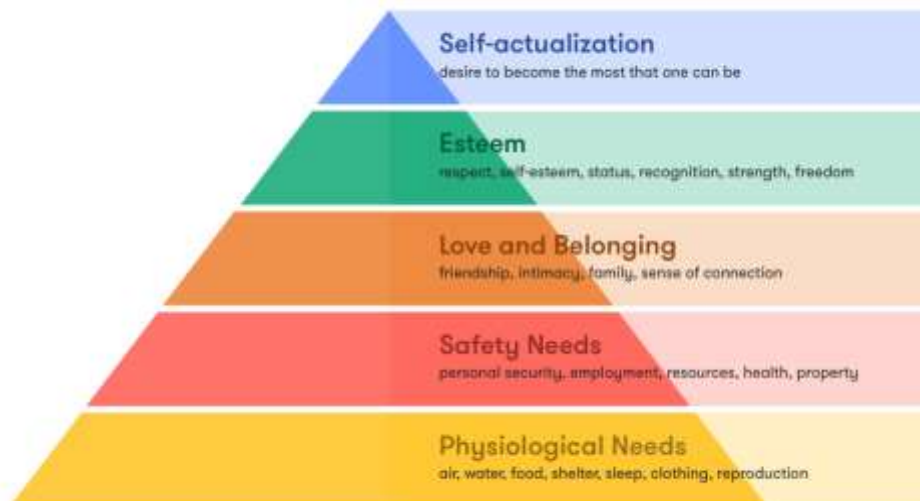 Self-actualization
desire to become the most that one can be
Esteem
respect, self-esteem, status, recognition, strength, freedom
Love and Belonging
friendship, intimacy, family, sense of connection
Safety Needs
personal security, employment, resources, health, property
Physiological Needs
air, water, food, shelter, sleep, clothing, reproduction